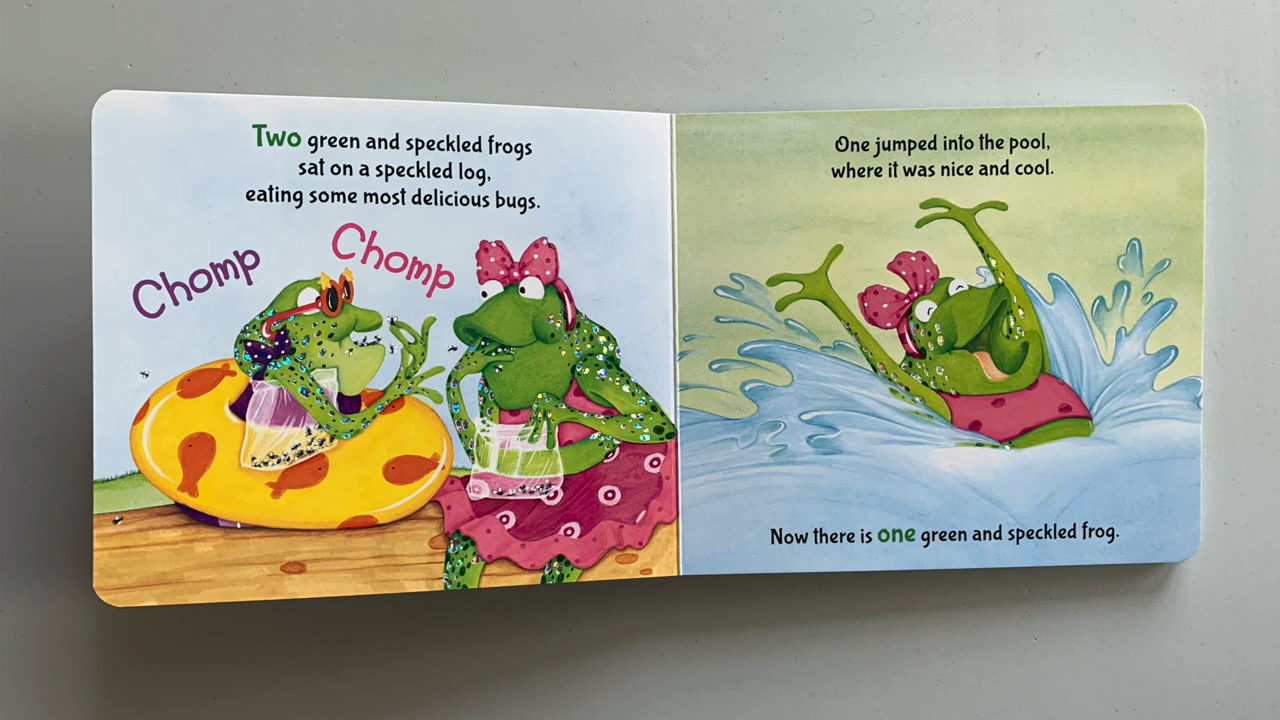 Two green and speckled frogs
sat on a speckled log,
eating some most delicious bugs.
Chomp
Chomp
One jumped into the pool,
where it was nice and cool.
Now there is one green and speckled frog.